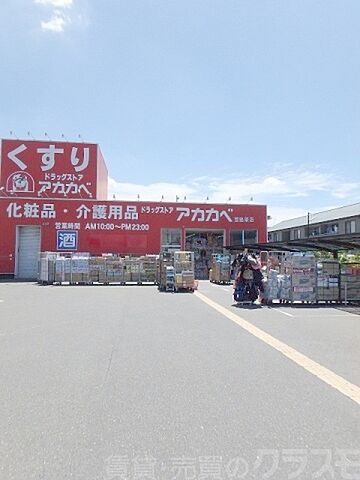 くすり
ドラッグストア
アカカベ
化粧品・介護用品 ドラッグストア アカカベ
営業時間 AM10:00〜PM23:00
酒
賃貸・売買のクラスモ